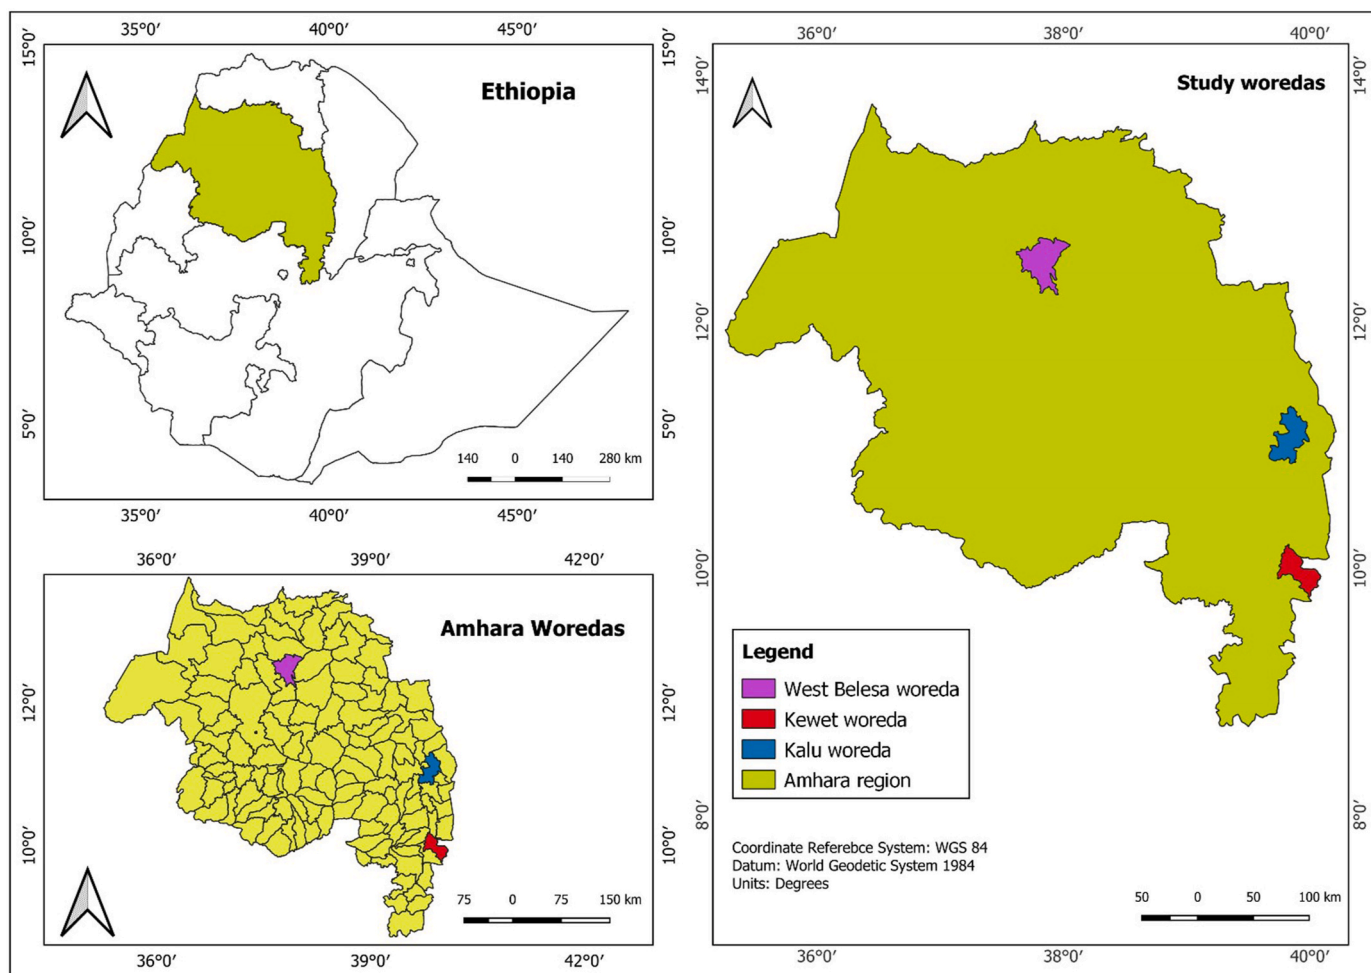 35°0′ 40°0′ 45°0′
15°0′ 15°0′
Ethiopia
10°0′ 10°0′
5°0′ 5°0′
140 0 140 280 km
35°0′ 40°0′ 45°0′
36°0′ 39°0′ 42°0′
Amhara Woredas
12°0′ 12°0′
10°0′ 10°0′
75 0 75 150 km
36°0′ 39°0′ 42°0′
36°0′ 38°0′ 40°0′
14°0′ 14°0′
Study woredas
12°0′ 12°0′
10°0′ 10°0′
Legend
West Belesa woreda
Kewet woreda
Kalu woreda
Amhara region
8°0′ 8°0′
Coordinate Referebce System: WGS 84
Datum: World Geodetic System 1984
Units: Degrees
50 0 50 100 km
36°0′ 38°0′ 40°0′